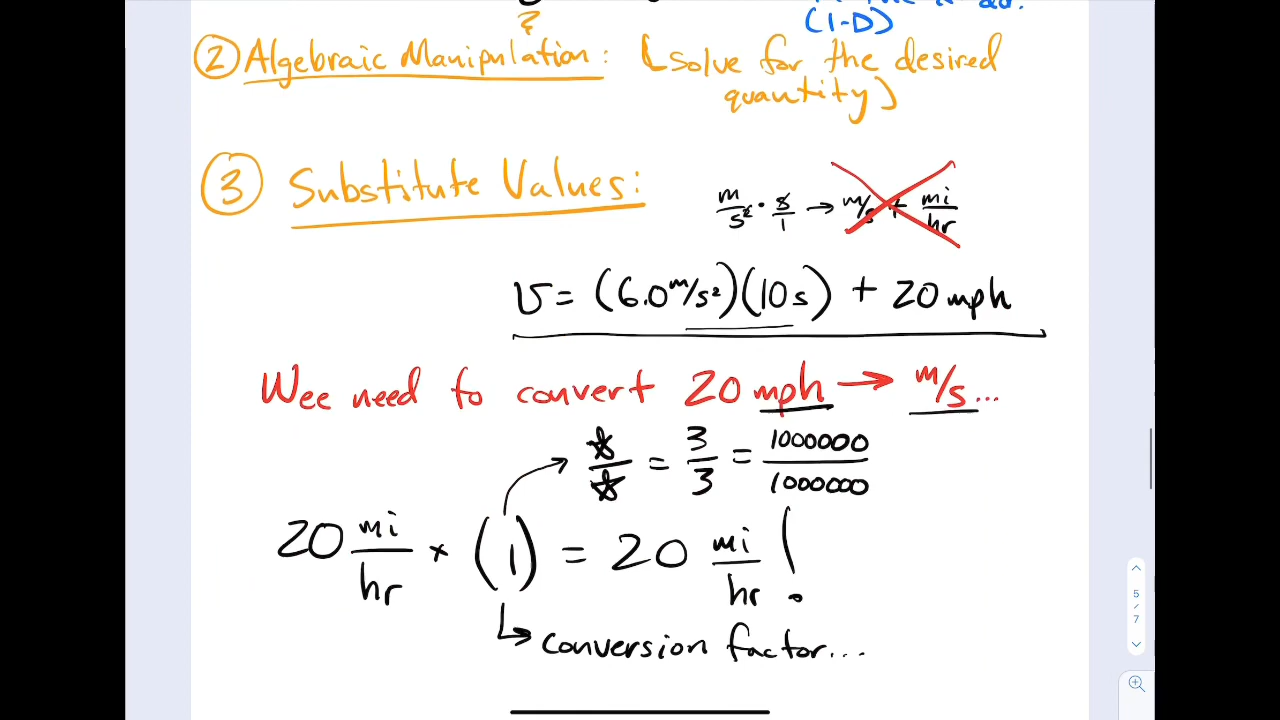 (1-D)
② Algebraic Manipulation: (solve for the desired
quantity)
③ Substitute Values:
m/s² · s/1 → m/s + mi/hr
v = (6.0 m/s²)(10 s) + 20 mph
Wee need to convert 20 mph → m/s...
☆/☆ = 3/3 = 1000000/1000000
20 mi/hr × (1) = 20 mi/hr !
↳ conversion factor...
5
/
7